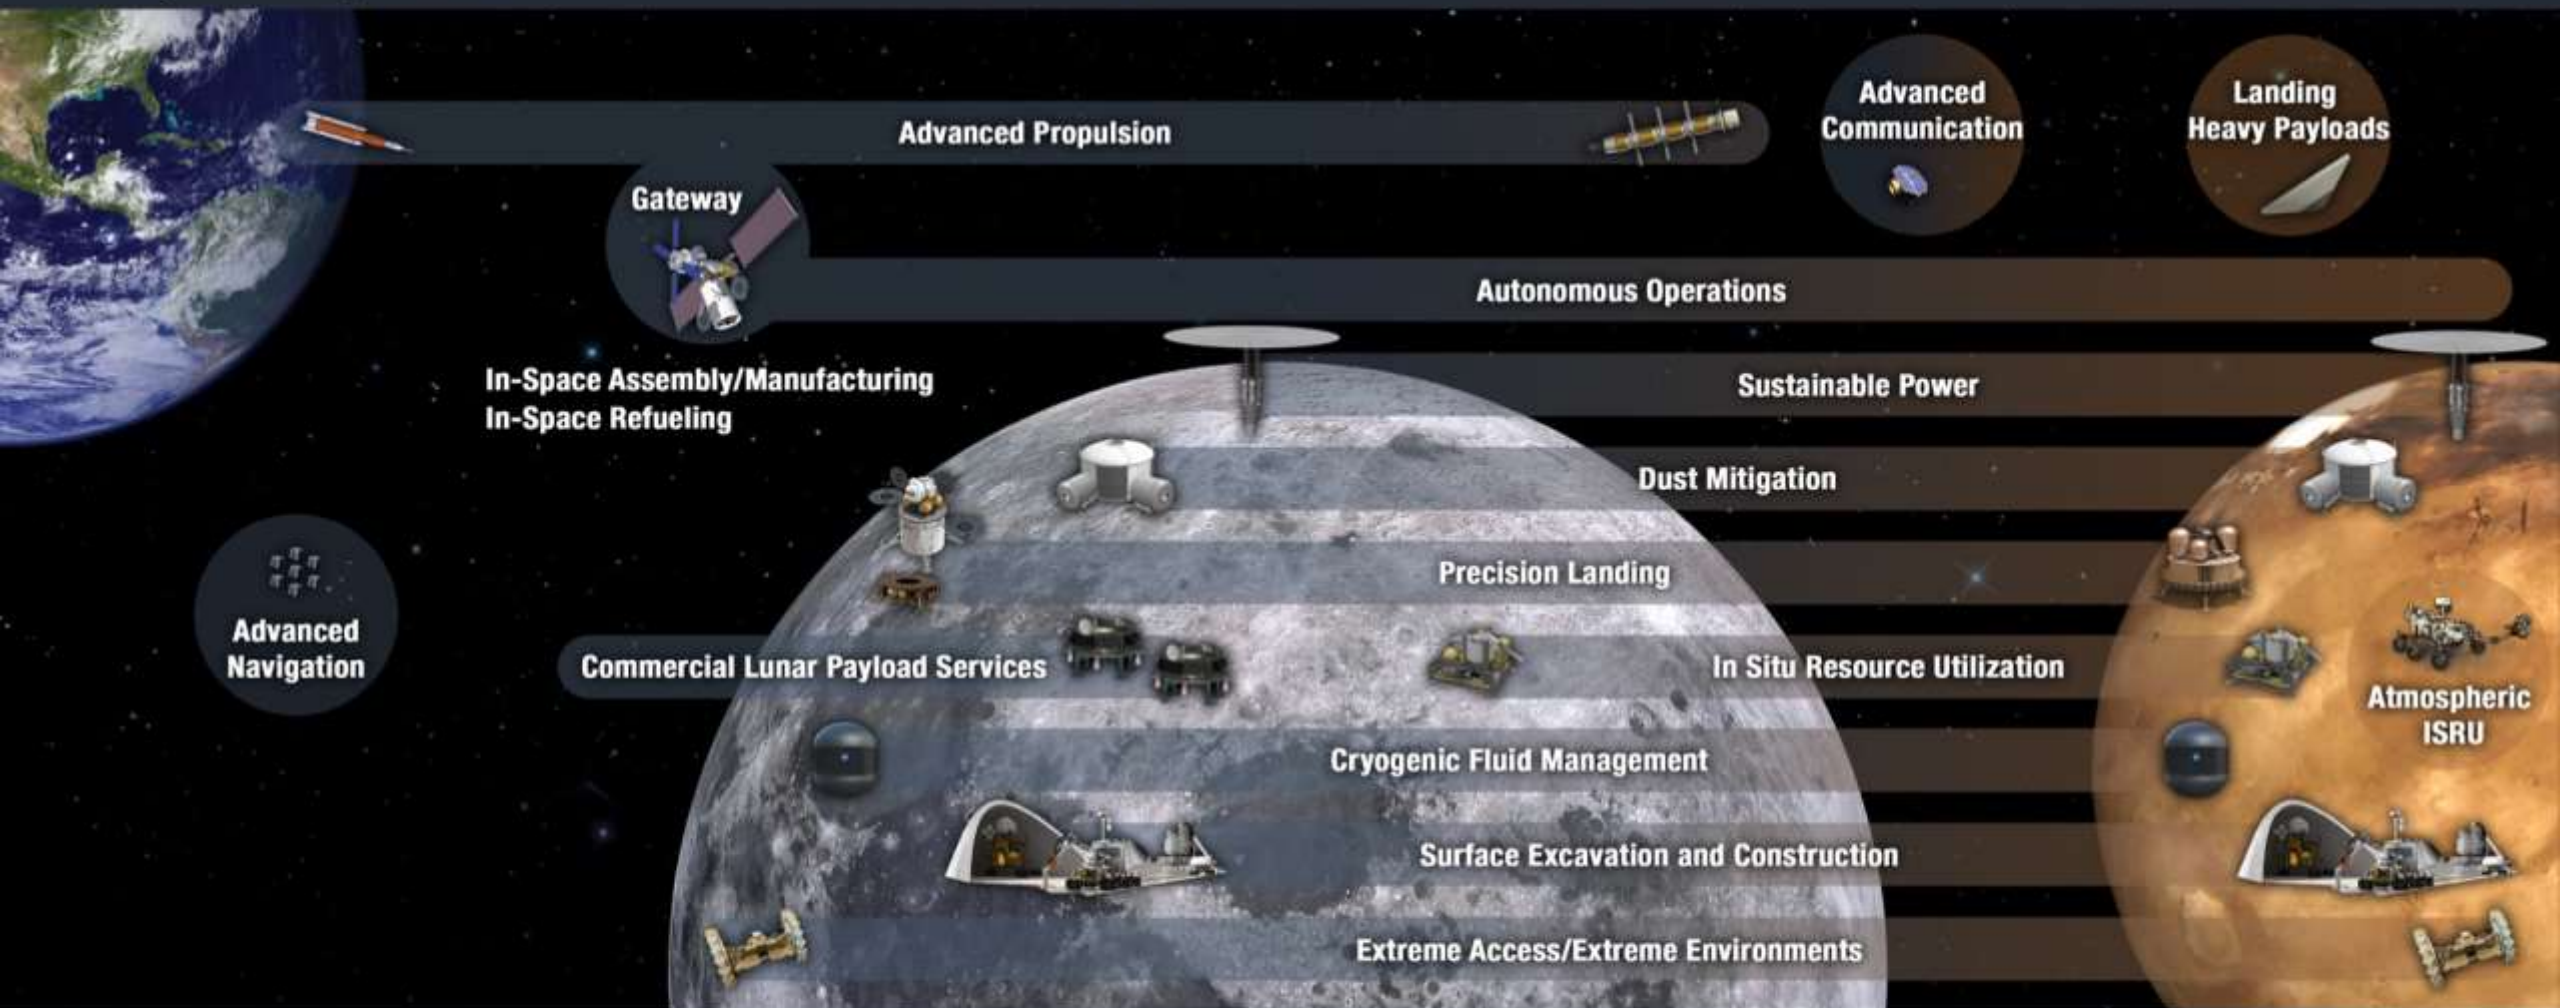 Advanced Propulsion
Advanced
Communication
Landing
Heavy Payloads
Gateway
Autonomous Operations
In-Space Assembly/Manufacturing
In-Space Refueling
Sustainable Power
Dust Mitigation
Precision Landing
Advanced
Navigation
Commercial Lunar Payload Services
In Situ Resource Utilization
Atmospheric
ISRU
Cryogenic Fluid Management
Surface Excavation and Construction
Extreme Access/Extreme Environments